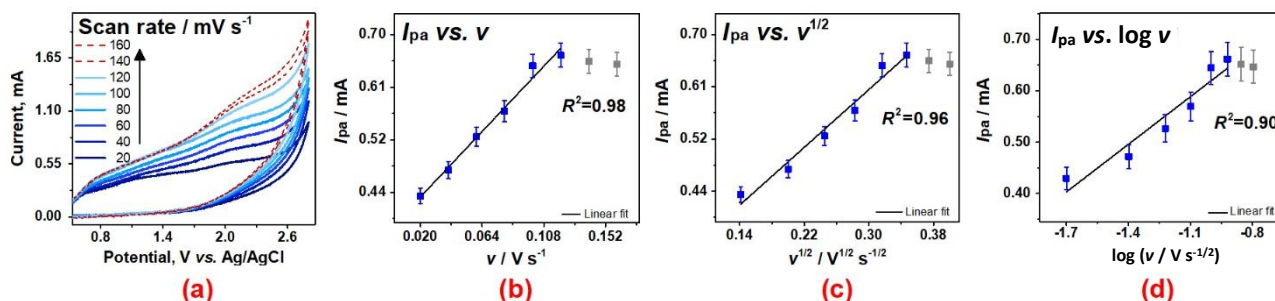 Scan rate / mV s⁻¹
160
140
120
100
80
60
40
20
1.65
1.10
0.55
0.00
Current, mA
0.8 1.4 2.0 2.6
Potential, V vs. Ag/AgCl
(a)
Ipa vs. v
0.70
0.61
0.52
0.44
Ipa / mA
R²=0.98
Linear fit
0.020 0.064 0.108 0.152
v / V s⁻¹
(b)
Ipa vs. v¹/²
0.70
0.61
0.52
0.44
Ipa / mA
R²=0.96
Linear fit
0.14 0.22 0.30 0.38
v¹/² / V¹/² s⁻¹/²
(c)
Ipa vs. log v
0.70
0.60
0.50
0.40
Ipa / mA
R²=0.90
Linear fit
-1.7 -1.4 -1.1 -0.8
log (v / V s⁻¹/²)
(d)